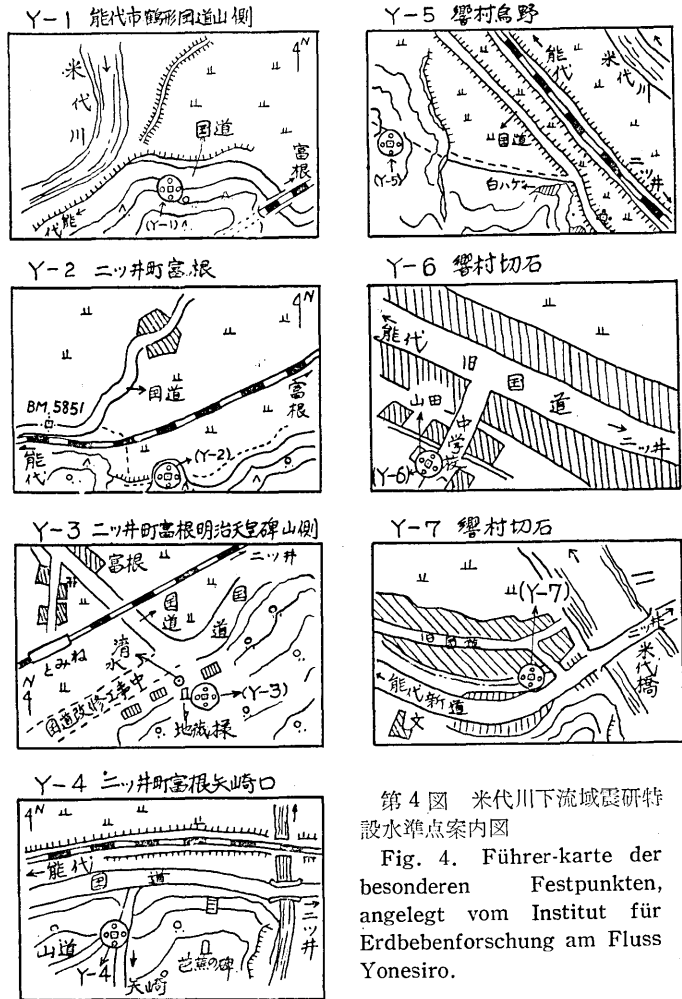 Y-1 能代市鶴形国道山側
N
米代川
国道
富根
能代
(Y-1)
Y-2 二ツ井町富根
N
国道
富根
BM.5851
能代
(Y-2)
Y-3 二ツ井町富根明治天皇碑山側
富根
二ツ井
国道
国道
とみね
清水
N
国道改修工事中
(Y-3)
地蔵様
Y-4 二ツ井町富根矢崎口
N
能代
国道
二ツ井
山道
Y-4
矢崎
芭蕉の碑
Y-5 響村鳥野
能代
米代川
国道
(Y-5)
白ハゲ
二ツ井
Y-6 響村切石
能代
旧国道
山田
中学校
二ツ井
(Y-6)
Y-7 響村切石
(Y-7)
旧国道
二ツ井
米代橋
能代新道
文
第4図 米代川下流域震研特
設水準点案内図
Fig. 4. Führer-karte der
besonderen Festpunkten,
angelegt vom Institut für
Erdbebenforschung am Fluss
Yonesiro.